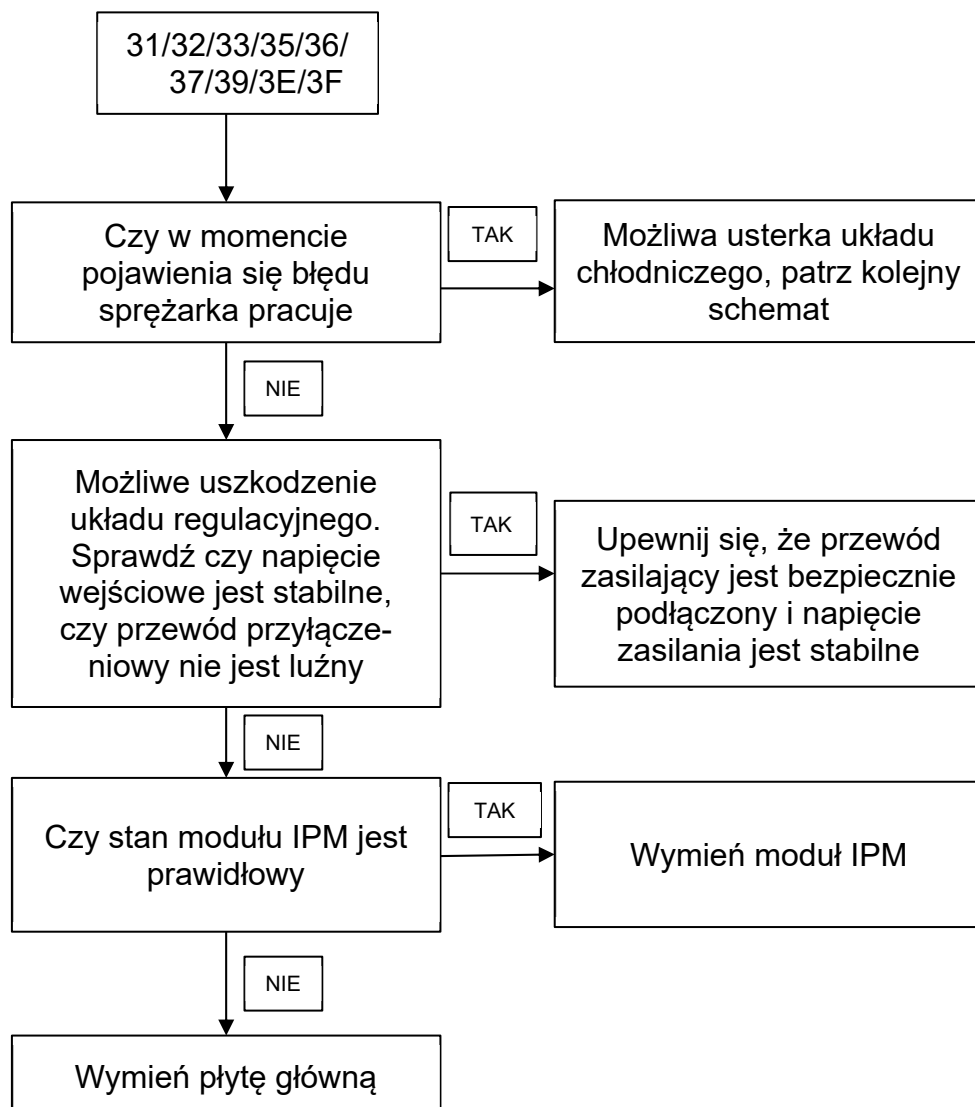 31/32/33/35/36/
37/39/3E/3F
Czy w momencie
pojawienia się błędu
sprężarka pracuje
TAK
Możliwa usterka układu
chłodniczego, patrz kolejny
schemat
NIE
Możliwe uszkodzenie
układu regulacyjnego.
Sprawdź czy napięcie
wejściowe jest stabilne,
czy przewód przyłącze-
niowy nie jest luźny
TAK
Upewnij się, że przewód
zasilający jest bezpiecznie
podłączony i napięcie
zasilania jest stabilne
NIE
Czy stan modułu IPM jest
prawidłowy
TAK
Wymień moduł IPM
NIE
Wymień płytę główną